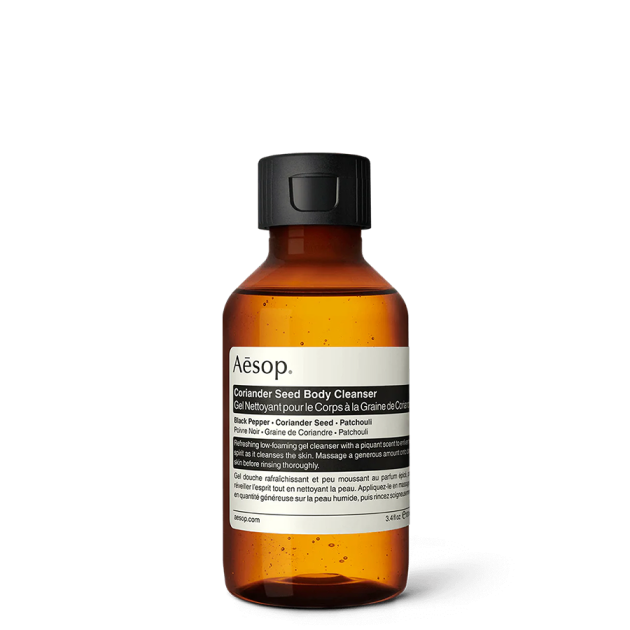 Aēsop.
Coriander Seed Body Cleanser
Gel Nettoyant pour le Corps à la Graine de
Black Pepper • Coriander Seed • Patchouli
Poivre Noir • Graine de Coriandre • Patchouli
Refreshing low-foaming gel cleanser with a piquant scent to
spirit as it cleanses the skin. Massage a generous amount onto
skin before rinsing thoroughly.
Gel douche rafraîchissant et peu moussant au parfum
réveiller l'esprit tout en nettoyant la peau. Appliquez-le en
en quantité généreuse sur la peau humide, puis rincez
aesop.com
3.4 fl oz